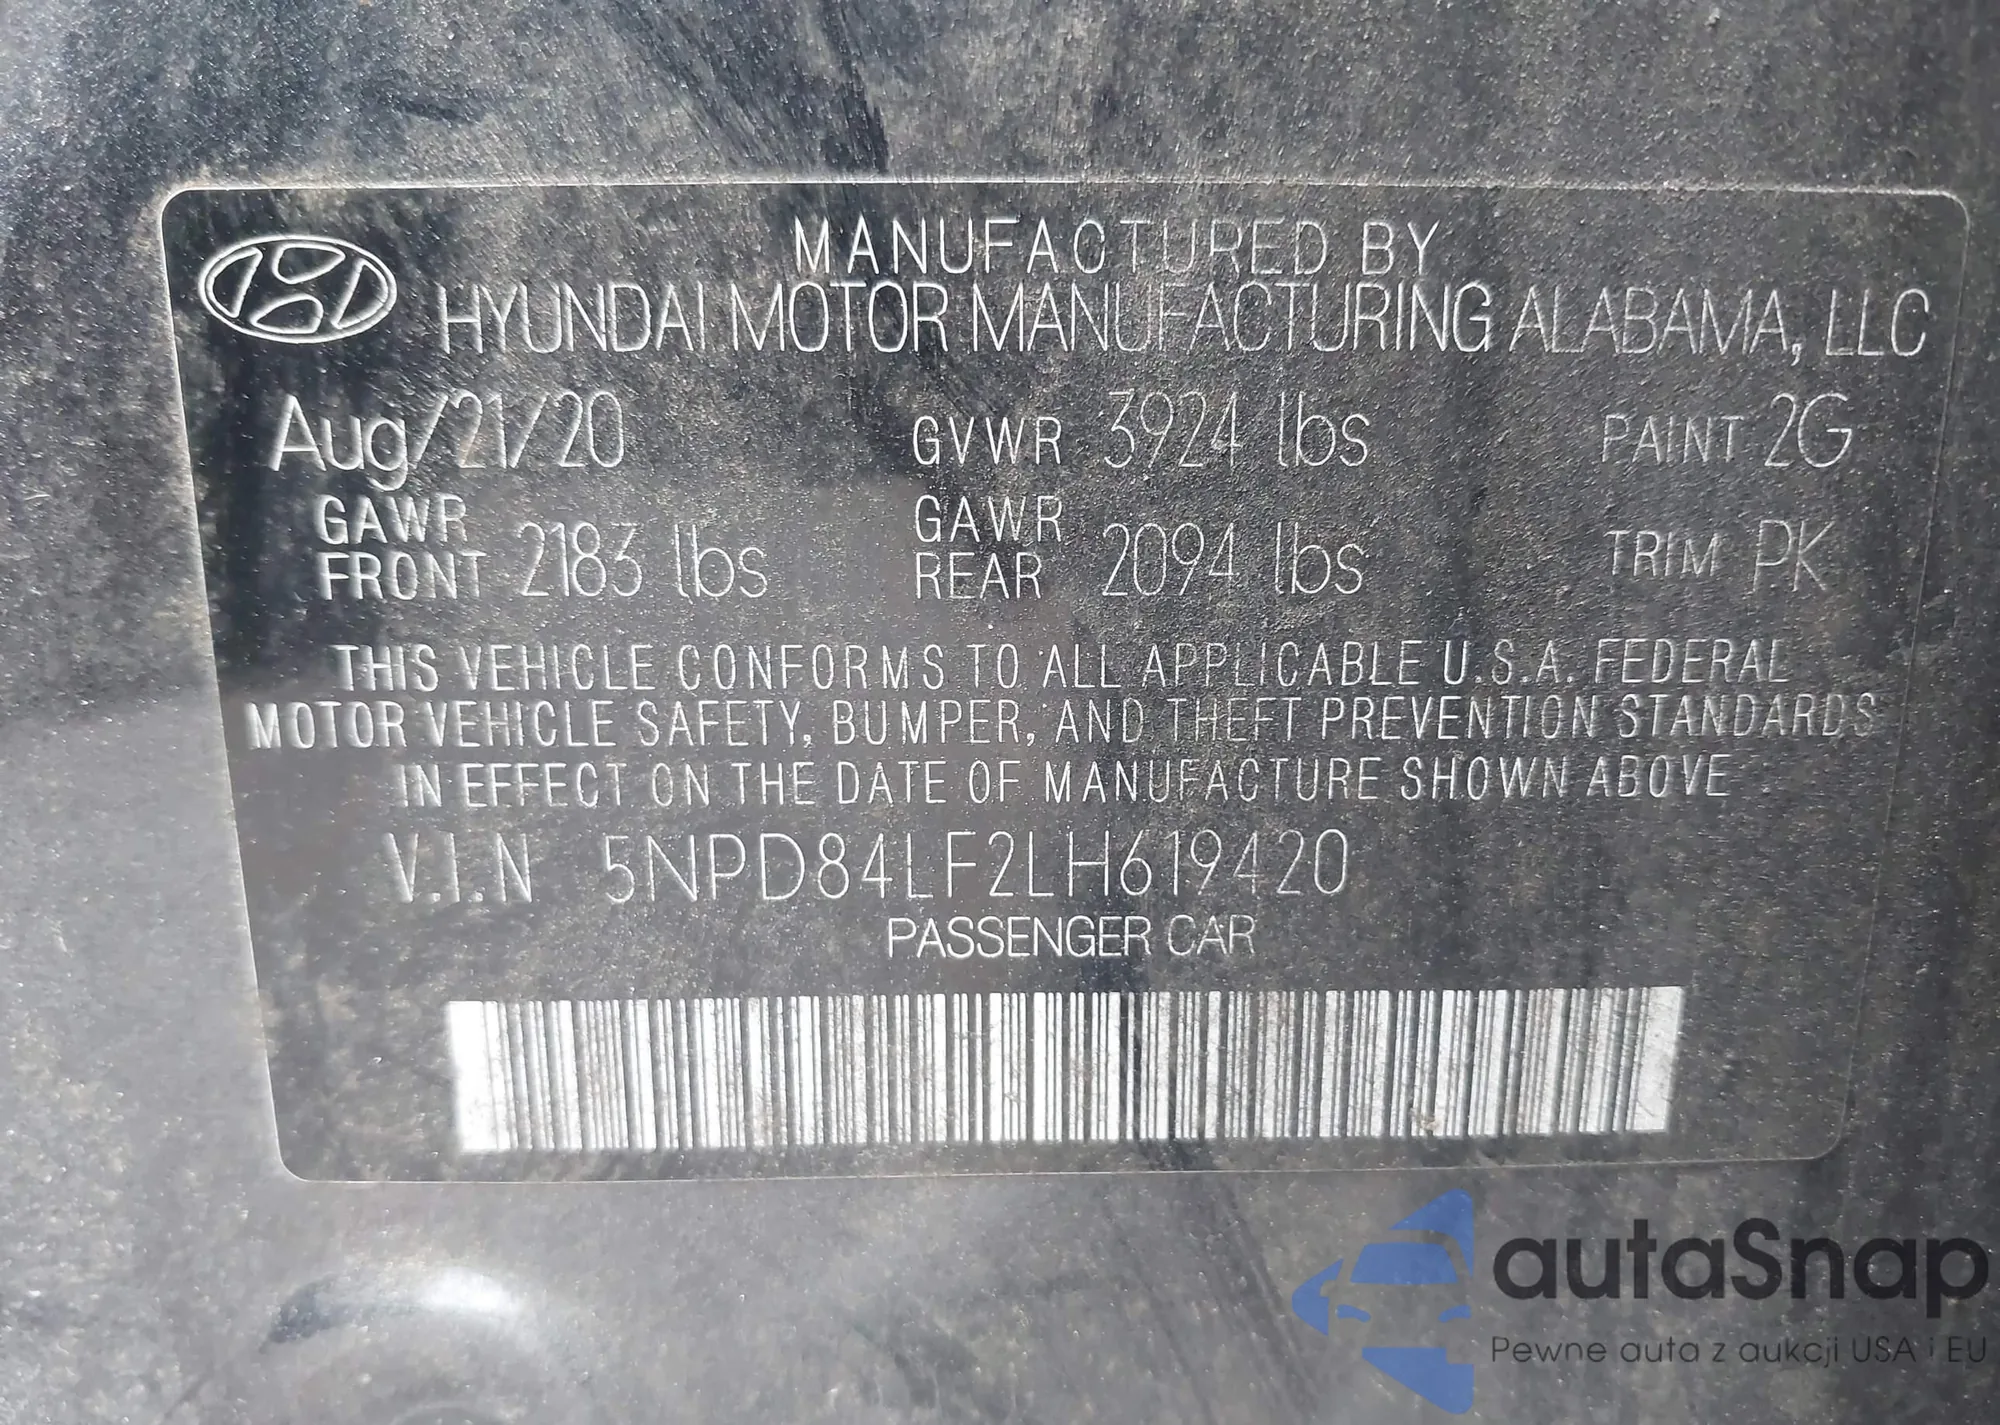 MANUFACTURED BY
HYUNDAI MOTOR MANUFACTURING ALABAMA, LLC
Aug/21/20 GVWR 3924 lbs PAINT 2G
GAWR FRONT 2183 lbs GAWR REAR 2094 lbs TRIM PK
THIS VEHICLE CONFORMS TO ALL APPLICABLE U.S.A. FEDERAL
MOTOR VEHICLE SAFETY, BUMPER, AND THEFT PREVENTION STANDARDS
IN EFFECT ON THE DATE OF MANUFACTURE SHOWN ABOVE
V.I.N 5NPD84LF2LH619420
PASSENGER CAR
autaSnap
Pewne auta z aukcji USA i EU